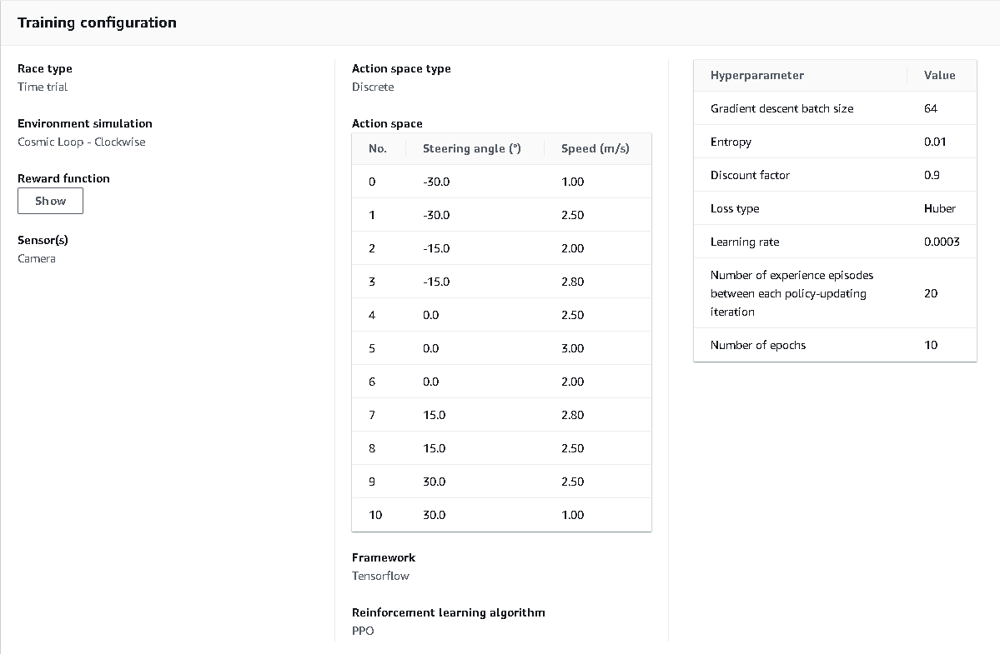 Training configuration
Race type
Time trial
Environment simulation
Cosmic Loop - Clockwise
Reward function
Show
Sensor(s)
Camera
Action space type
Discrete
Action space
No. Steering angle (°) Speed (m/s)
0 -30.0 1.00
1 -30.0 2.50
2 -15.0 2.00
3 -15.0 2.80
4 0.0 2.50
5 0.0 3.00
6 0.0 2.00
7 15.0 2.80
8 15.0 2.50
9 30.0 2.50
10 30.0 1.00
Framework
Tensorflow
Reinforcement learning algorithm
PPO
Hyperparameter Value
Gradient descent batch size 64
Entropy 0.01
Discount factor 0.9
Loss type Huber
Learning rate 0.0003
Number of experience episodes
between each policy-updating 20
iteration
Number of epochs 10